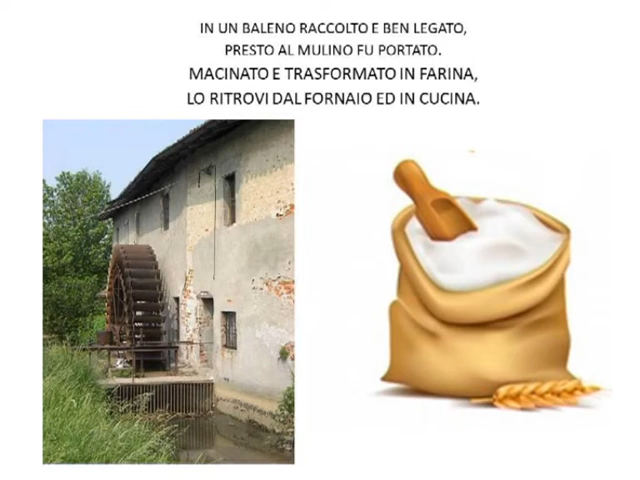 IN UN BALENO RACCOLTO E BEN LEGATO,
PRESTO AL MULINO FU PORTATO.
MACINATO E TRASFORMATO IN FARINA,
LO RITROVI DAL FORNAIO ED IN CUCINA.